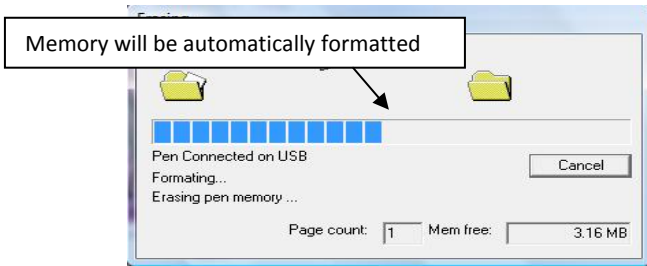 Erasing
Memory will be automatically formatted
Pen Connected on USB
Cancel
Formating...
Erasing pen memory ...
Page count: 1 Mem free: 3.16 MB